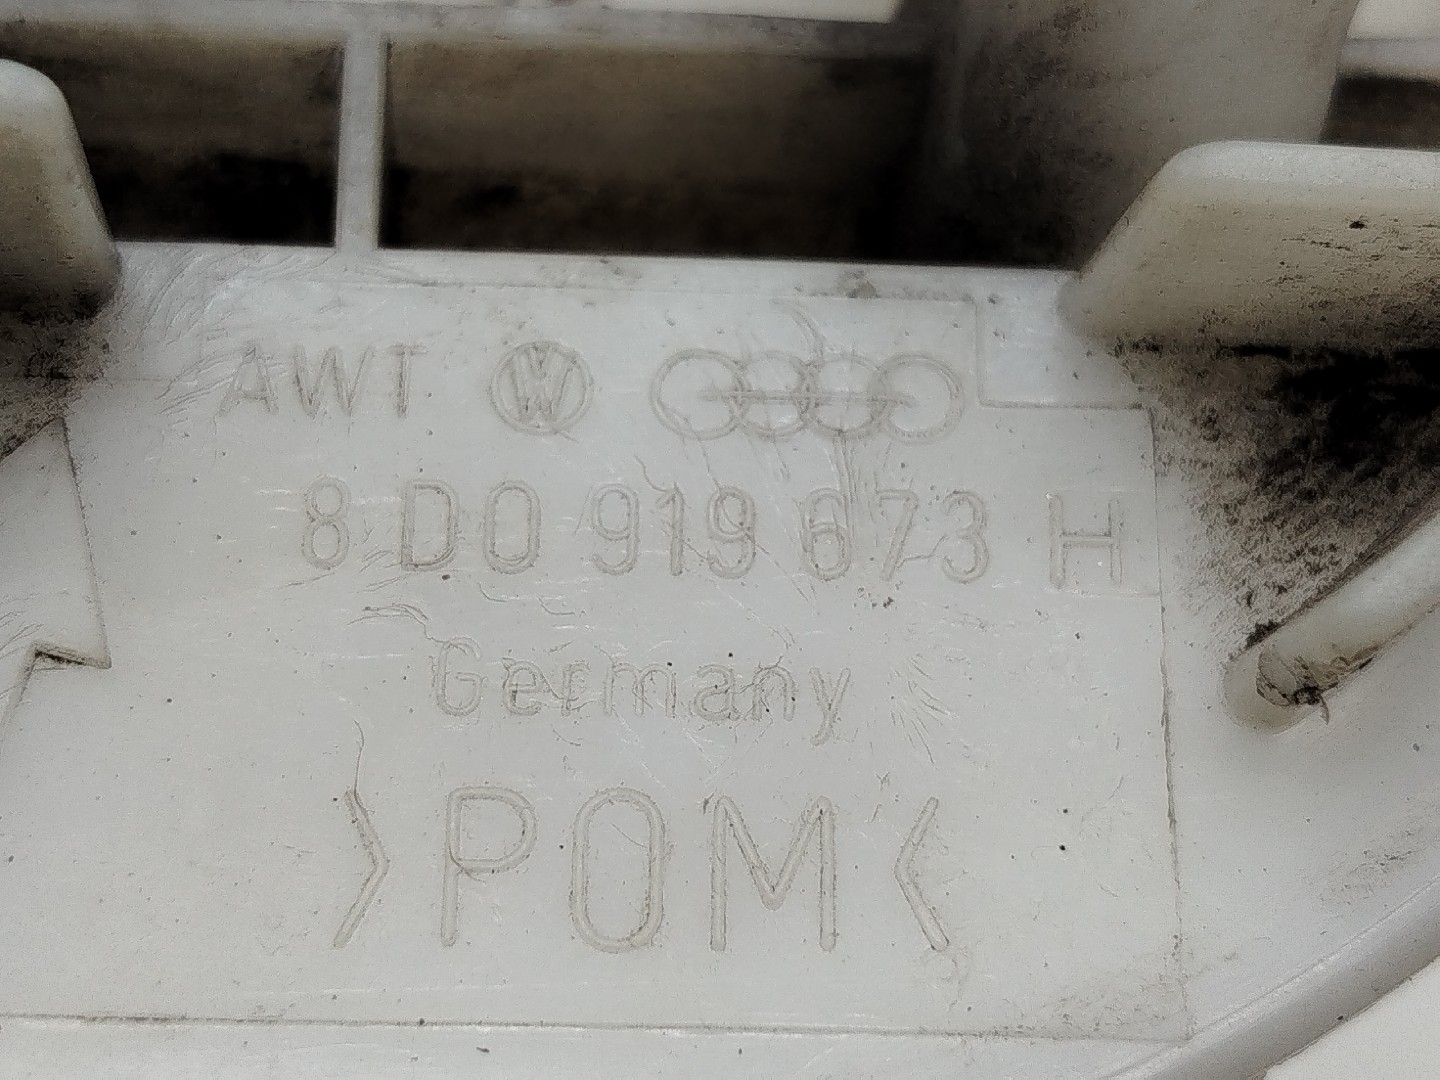 AWT
8D0 919 673 H
Germany
>POM<